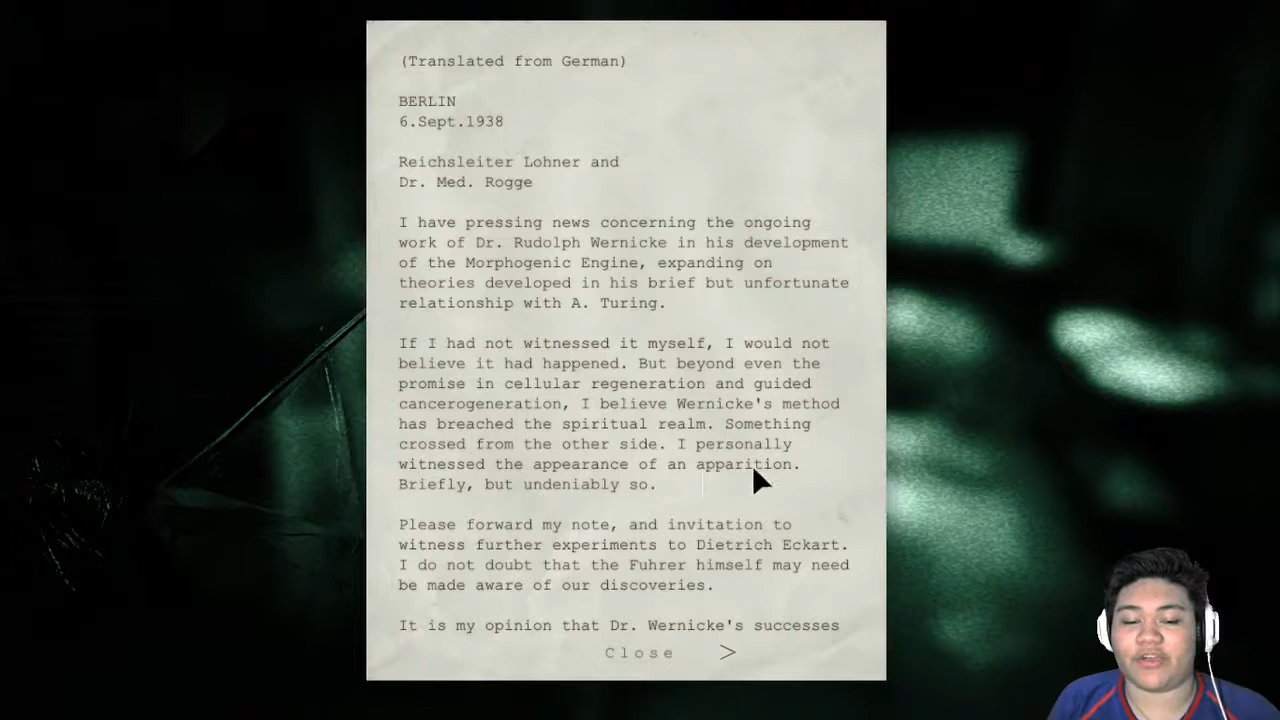 (Translated from German)
BERLIN
6.Sept.1938
Reichsleiter Lohner and
Dr. Med. Rogge
I have pressing news concerning the ongoing
work of Dr. Rudolph Wernicke in his development
of the Morphogenic Engine, expanding on
theories developed in his brief but unfortunate
relationship with A. Turing.
If I had not witnessed it myself, I would not
believe it had happened. But beyond even the
promise in cellular regeneration and guided
cancerogeneration, I believe Wernicke's method
has breached the spiritual realm. Something
crossed from the other side. I personally
witnessed the appearance of an apparition.
Briefly, but undeniably so.
Please forward my note, and invitation to
witness further experiments to Dietrich Eckart.
I do not doubt that the Fuhrer himself may need
be made aware of our discoveries.
It is my opinion that Dr. Wernicke's successes
Close >